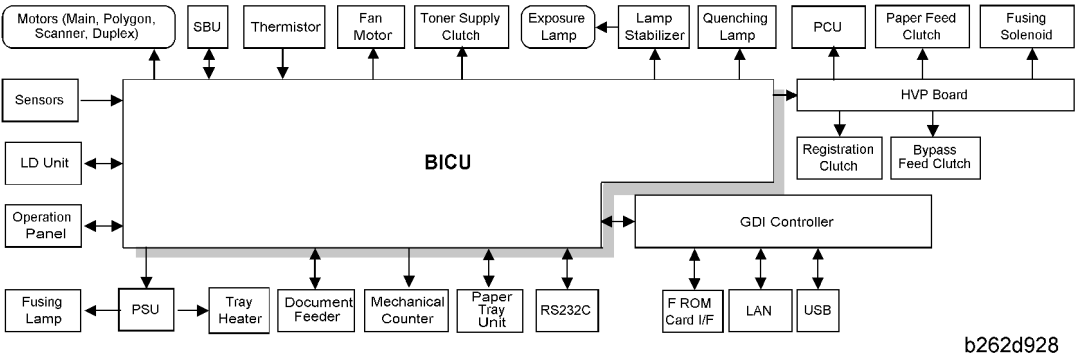 Motors (Main, Polygon,
Scanner, Duplex)
SBU
Thermistor
Fan
Motor
Toner Supply
Clutch
Exposure
Lamp
Lamp
Stabilizer
Quenching
Lamp
PCU
Paper Feed
Clutch
Fusing
Solenoid
Sensors
HVP Board
LD Unit
BICU
Registration
Clutch
Bypass
Feed Clutch
Operation
Panel
GDI Controller
Fusing
Lamp
PSU
Tray
Heater
Document
Feeder
Mechanical
Counter
Paper
Tray
Unit
RS232C
F ROM
Card I/F
LAN
USB
b262d928